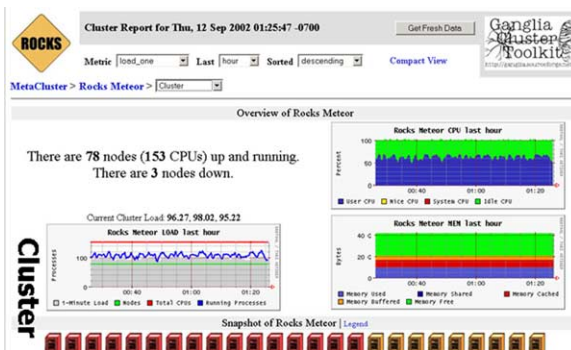 ROCKS
Cluster Report for Thu, 12 Sep 2002 01:25:47 -0700
Get Fresh Data
Ganglia
Cluster
Toolkit
Metric load_one Last hour Sorted descending Compact View
MetaCluster > Rocks Meteor > Cluster
Overview of Rocks Meteor
There are 78 nodes (153 CPUs) up and running.
There are 3 nodes down.
Current Cluster Load: 96.27, 98.02, 95.22
Rocks Meteor LOAD last hour
Processes
100
0
00:40 01:00 01:20
1-Minute Load Nodes Total CPUs Running Processes
Rocks Meteor CPU last hour
Percent
100
50
0
00:40 01:00 01:20
User CPU Nice CPU System CPU Idle CPU
Rocks Meteor MEM last hour
Bytes
40 G
20 G
0
00:40 01:00 01:20
Memory Used Memory Shared Memory Cached
Memory Buffered Memory Free
Cluster
Snapshot of Rocks Meteor | Legend